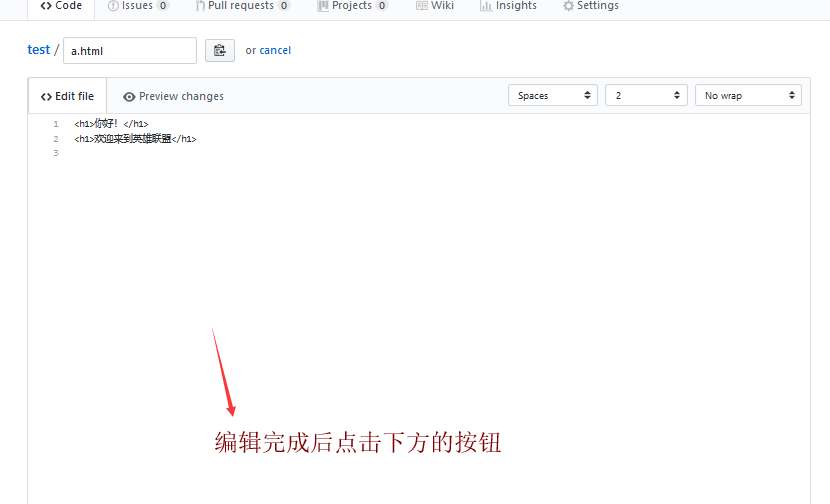 Code Issues 0 Pull requests 0 Projects 0 Wiki Insights Settings
test / a.html or cancel
Edit file Preview changes Spaces 2 No wrap
1 <h1>你好！</h1>
2 <h1>欢迎来到英雄联盟</h1>
3
编辑完成后点击下方的按钮